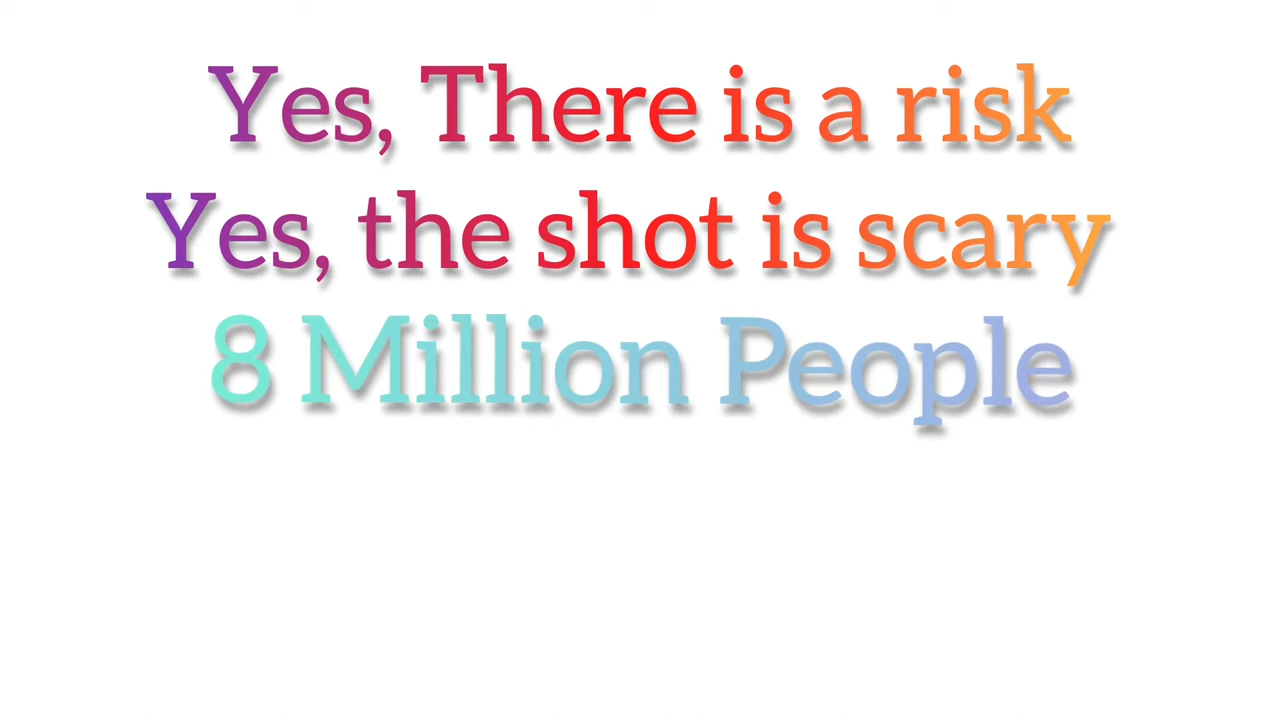 Yes, There is a risk
Yes, the shot is scary
8 Million People